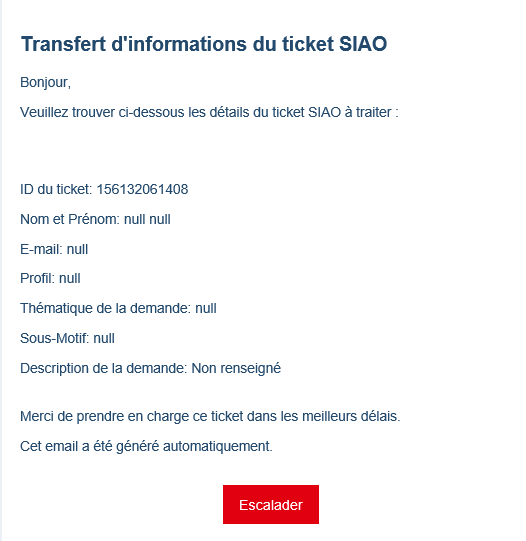 Transfert d'informations du ticket SIAO
Bonjour,
Veuillez trouver ci-dessous les détails du ticket SIAO à traiter :
ID du ticket: 156132061408
Nom et Prénom: null null
E-mail: null
Profil: null
Thématique de la demande: null
Sous-Motif: null
Description de la demande: Non renseigné
Merci de prendre en charge ce ticket dans les meilleurs délais.
Cet email a été généré automatiquement.
Escalader